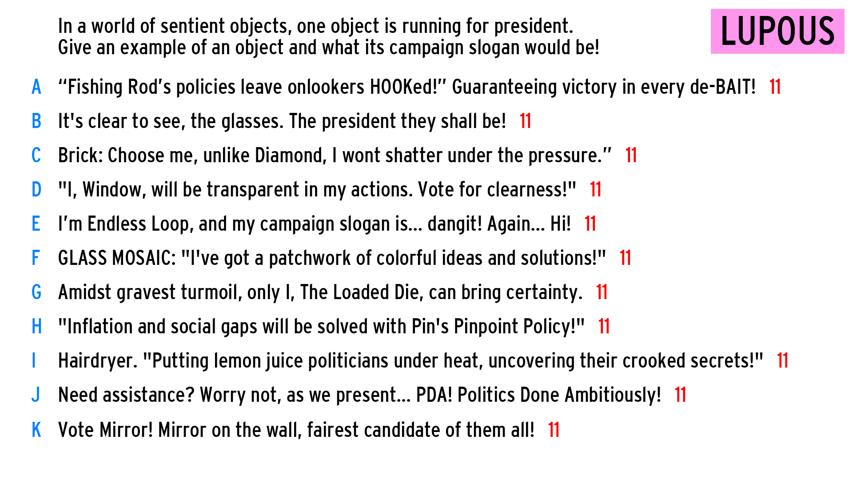 In a world of sentient objects, one object is running for president.
Give an example of an object and what its campaign slogan would be!
LUPOUS
A “Fishing Rod’s policies leave onlookers HOOKed!” Guaranteeing victory in every de-BAIT! 11
B It's clear to see, the glasses. The president they shall be! 11
C Brick: Choose me, unlike Diamond, I wont shatter under the pressure.” 11
D "I, Window, will be transparent in my actions. Vote for clearness!" 11
E I’m Endless Loop, and my campaign slogan is... dangit! Again... Hi! 11
F GLASS MOSAIC: "I've got a patchwork of colorful ideas and solutions!" 11
G Amidst gravest turmoil, only I, The Loaded Die, can bring certainty. 11
H "Inflation and social gaps will be solved with Pin's Pinpoint Policy!" 11
I Hairdryer. "Putting lemon juice politicians under heat, uncovering their crooked secrets!" 11
J Need assistance? Worry not, as we present... PDA! Politics Done Ambitiously! 11
K Vote Mirror! Mirror on the wall, fairest candidate of them all! 11